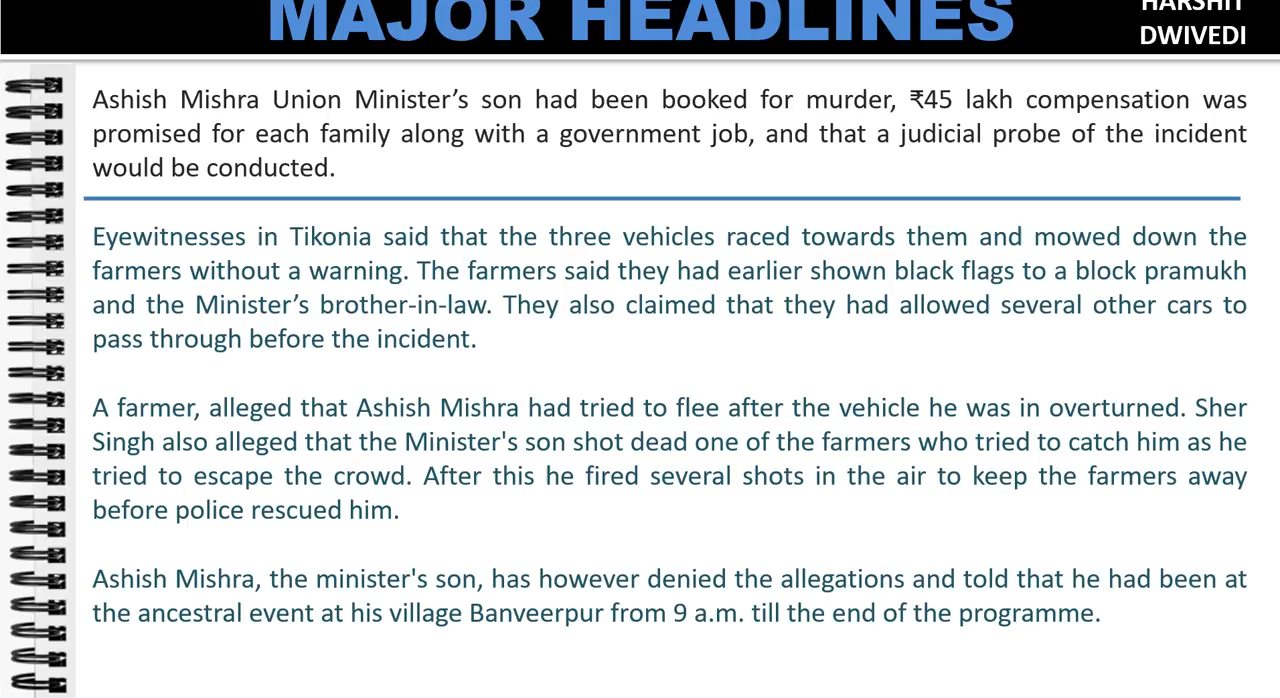 MAJOR HEADLINES
HARSHIT
DWIVEDI
Ashish Mishra Union Minister’s son had been booked for murder, ₹45 lakh compensation was
promised for each family along with a government job, and that a judicial probe of the incident
would be conducted.
Eyewitnesses in Tikonia said that the three vehicles raced towards them and mowed down the
farmers without a warning. The farmers said they had earlier shown black flags to a block pramukh
and the Minister’s brother-in-law. They also claimed that they had allowed several other cars to
pass through before the incident.
A farmer, alleged that Ashish Mishra had tried to flee after the vehicle he was in overturned. Sher
Singh also alleged that the Minister's son shot dead one of the farmers who tried to catch him as he
tried to escape the crowd. After this he fired several shots in the air to keep the farmers away
before police rescued him.
Ashish Mishra, the minister's son, has however denied the allegations and told that he had been at
the ancestral event at his village Banveerpur from 9 a.m. till the end of the programme.